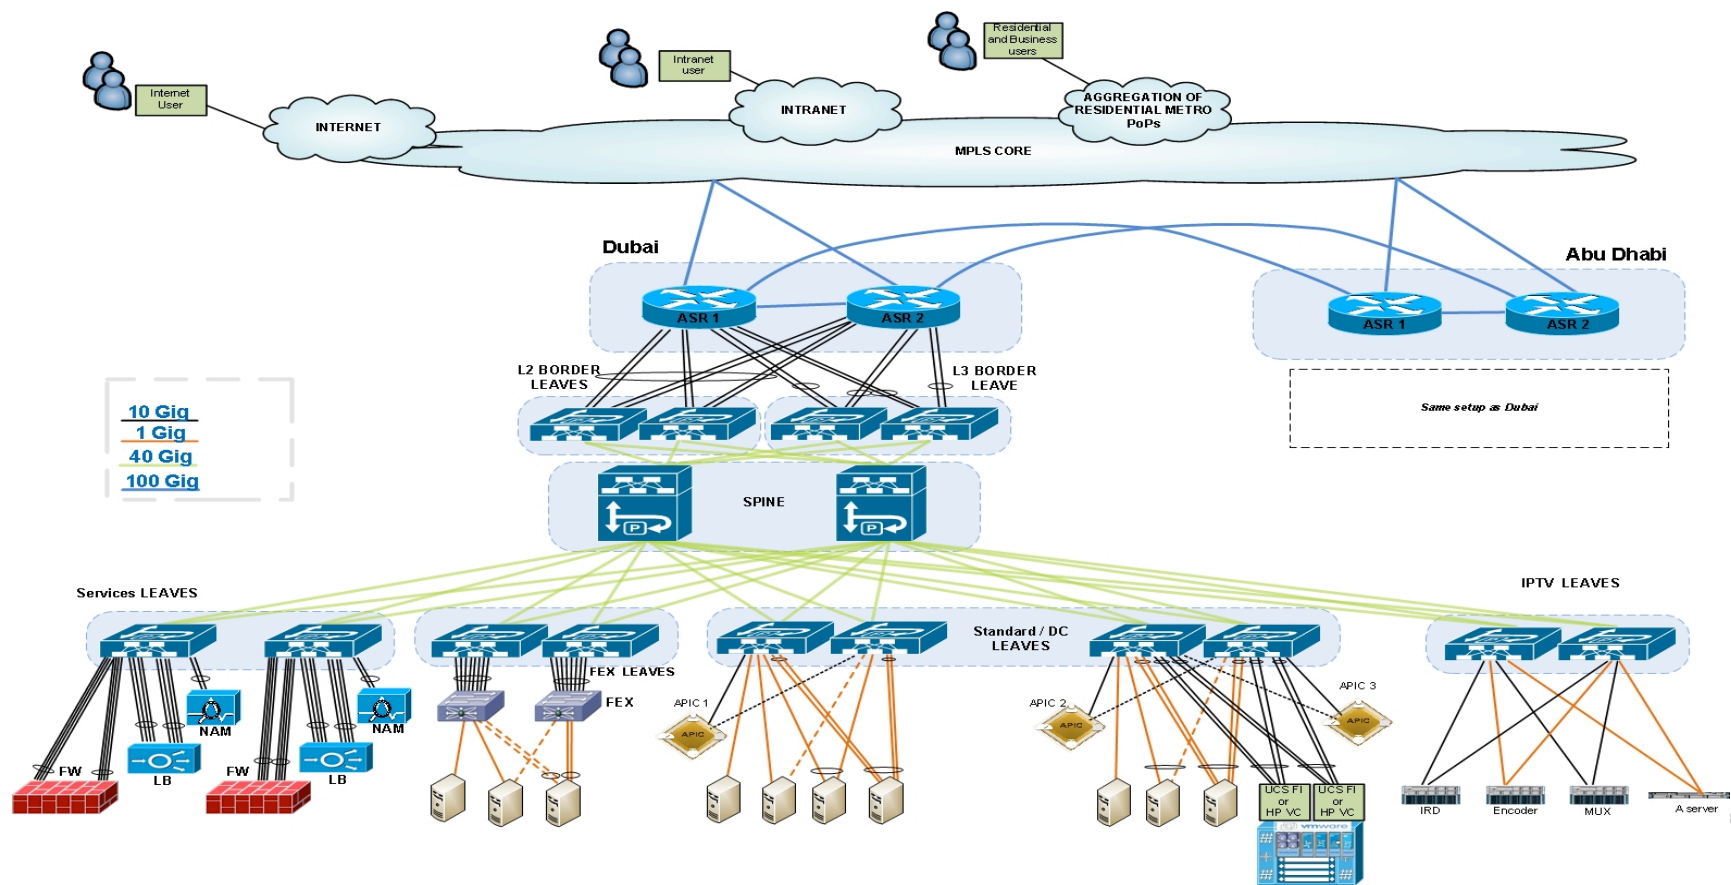 Residential
and Business
users
Intranet
user
Internet
User
INTERNET
INTRANET
AGGREGATION OF
RESIDENTIAL METRO
PoPs
MPLS CORE
Dubai
Abu Dhabi
ASR 1
ASR 2
ASR 1
ASR 2
L2 BORDER
LEAVES
L3 BORDER
LEAVE
Same setup as Dubai
10 Gig
1 Gig
40 Gig
100 Gig
SPINE
P
P
Services LEAVES
IPTV LEAVES
Standard / DC
LEAVES
FEX LEAVES
FEX
APIC 1
APIC
APIC 2
APIC
APIC 3
APIC
NAM
NAM
FW
LB
FW
LB
UCS FI
or
HP VC
UCS FI
or
HP VC
vmware
IRD
Encoder
MUX
A server